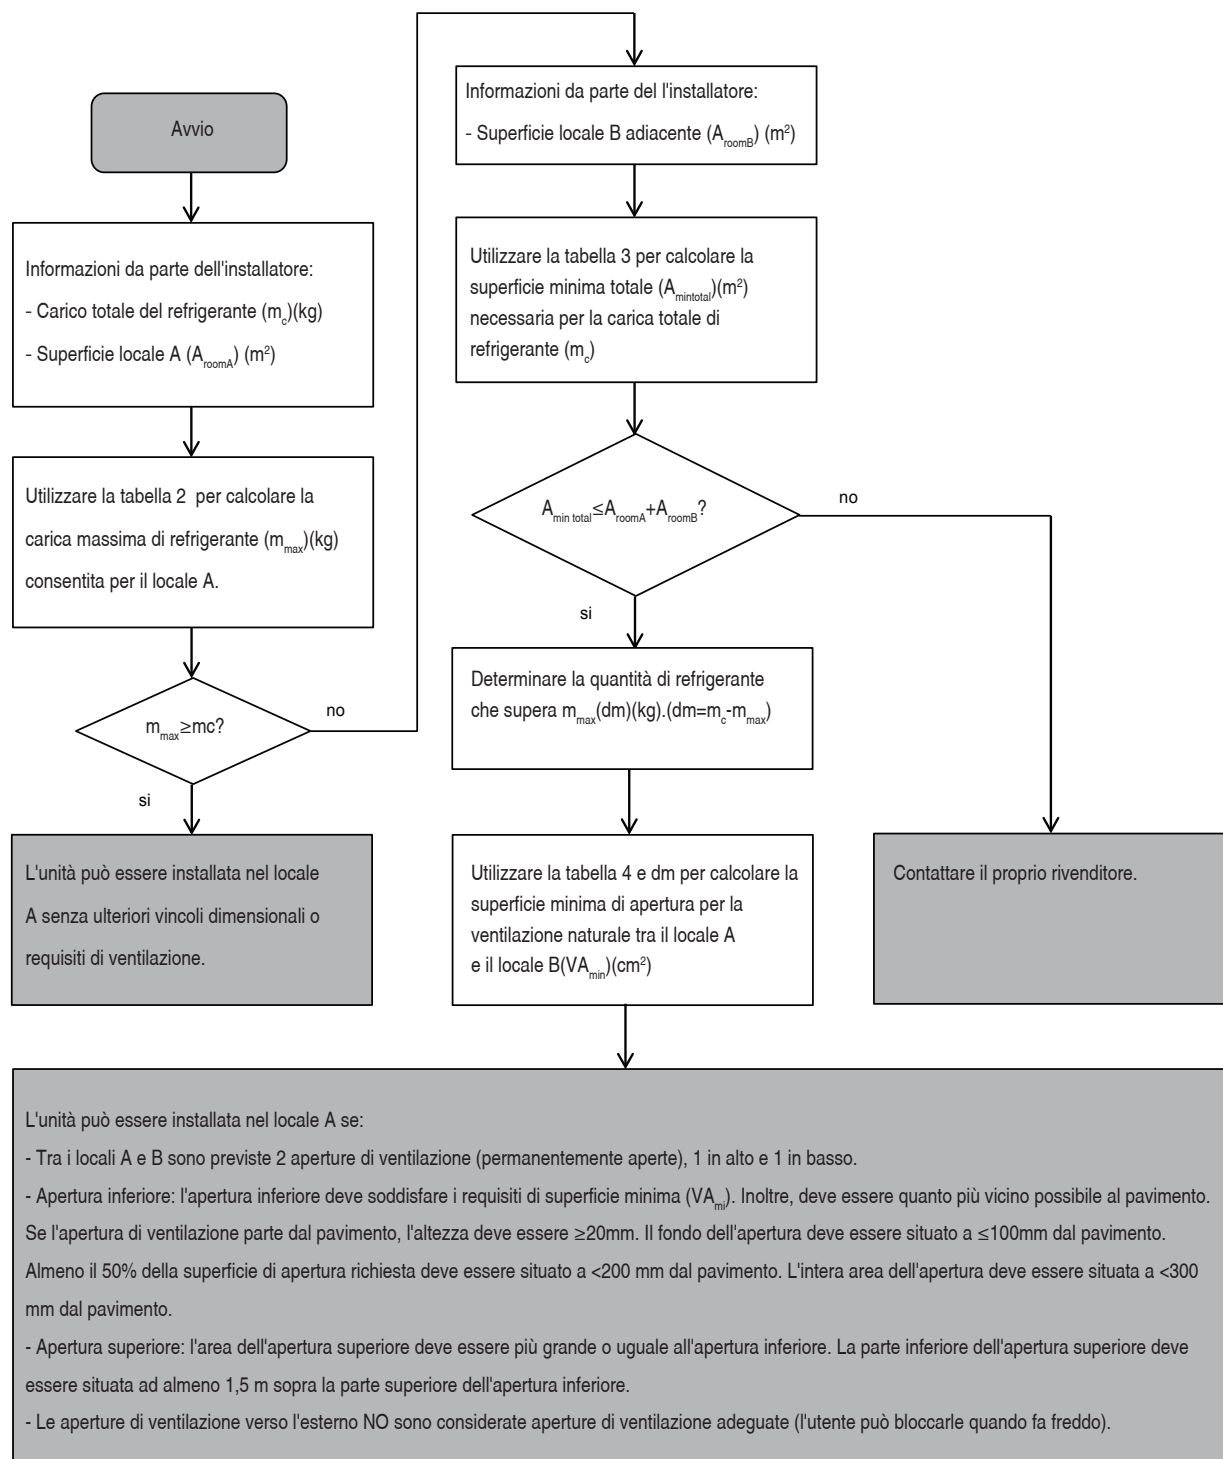 Avvio
Informazioni da parte dell'installatore:
- Carico totale del refrigerante (mc)(kg)
- Superficie locale A (AroomA) (m²)
Utilizzare la tabella 2 per calcolare la
carica massima di refrigerante (mmax)(kg)
consentita per il locale A.
mmax≥mc?
no
si
L'unità può essere installata nel locale
A senza ulteriori vincoli dimensionali o
requisiti di ventilazione.
Informazioni da parte del l'installatore:
- Superficie locale B adiacente (AroomB) (m²)
Utilizzare la tabella 3 per calcolare la
superficie minima totale (Amintotal)(m²)
necessaria per la carica totale di
refrigerante (mc)
Amin total≤AroomA+AroomB?
no
si
Determinare la quantità di refrigerante
che supera mmax(dm)(kg).(dm=mc-mmax)
Utilizzare la tabella 4 e dm per calcolare la
superficie minima di apertura per la
ventilazione naturale tra il locale A
e il locale B(VAmin)(cm²)
Contattare il proprio rivenditore.
L'unità può essere installata nel locale A se:
- Tra i locali A e B sono previste 2 aperture di ventilazione (permanentemente aperte), 1 in alto e 1 in basso.
- Apertura inferiore: l'apertura inferiore deve soddisfare i requisiti di superficie minima (VAmi). Inoltre, deve essere quanto più vicino possibile al pavimento.
Se l'apertura di ventilazione parte dal pavimento, l'altezza deve essere ≥20mm. Il fondo dell'apertura deve essere situato a ≤100mm dal pavimento.
Almeno il 50% della superficie di apertura richiesta deve essere situato a <200 mm dal pavimento. L'intera area dell'apertura deve essere situata a <300
mm dal pavimento.
- Apertura superiore: l'area dell'apertura superiore deve essere più grande o uguale all'apertura inferiore. La parte inferiore dell'apertura superiore deve
essere situata ad almeno 1,5 m sopra la parte superiore dell'apertura inferiore.
- Le aperture di ventilazione verso l'esterno NO sono considerate aperture di ventilazione adeguate (l'utente può bloccarle quando fa freddo).